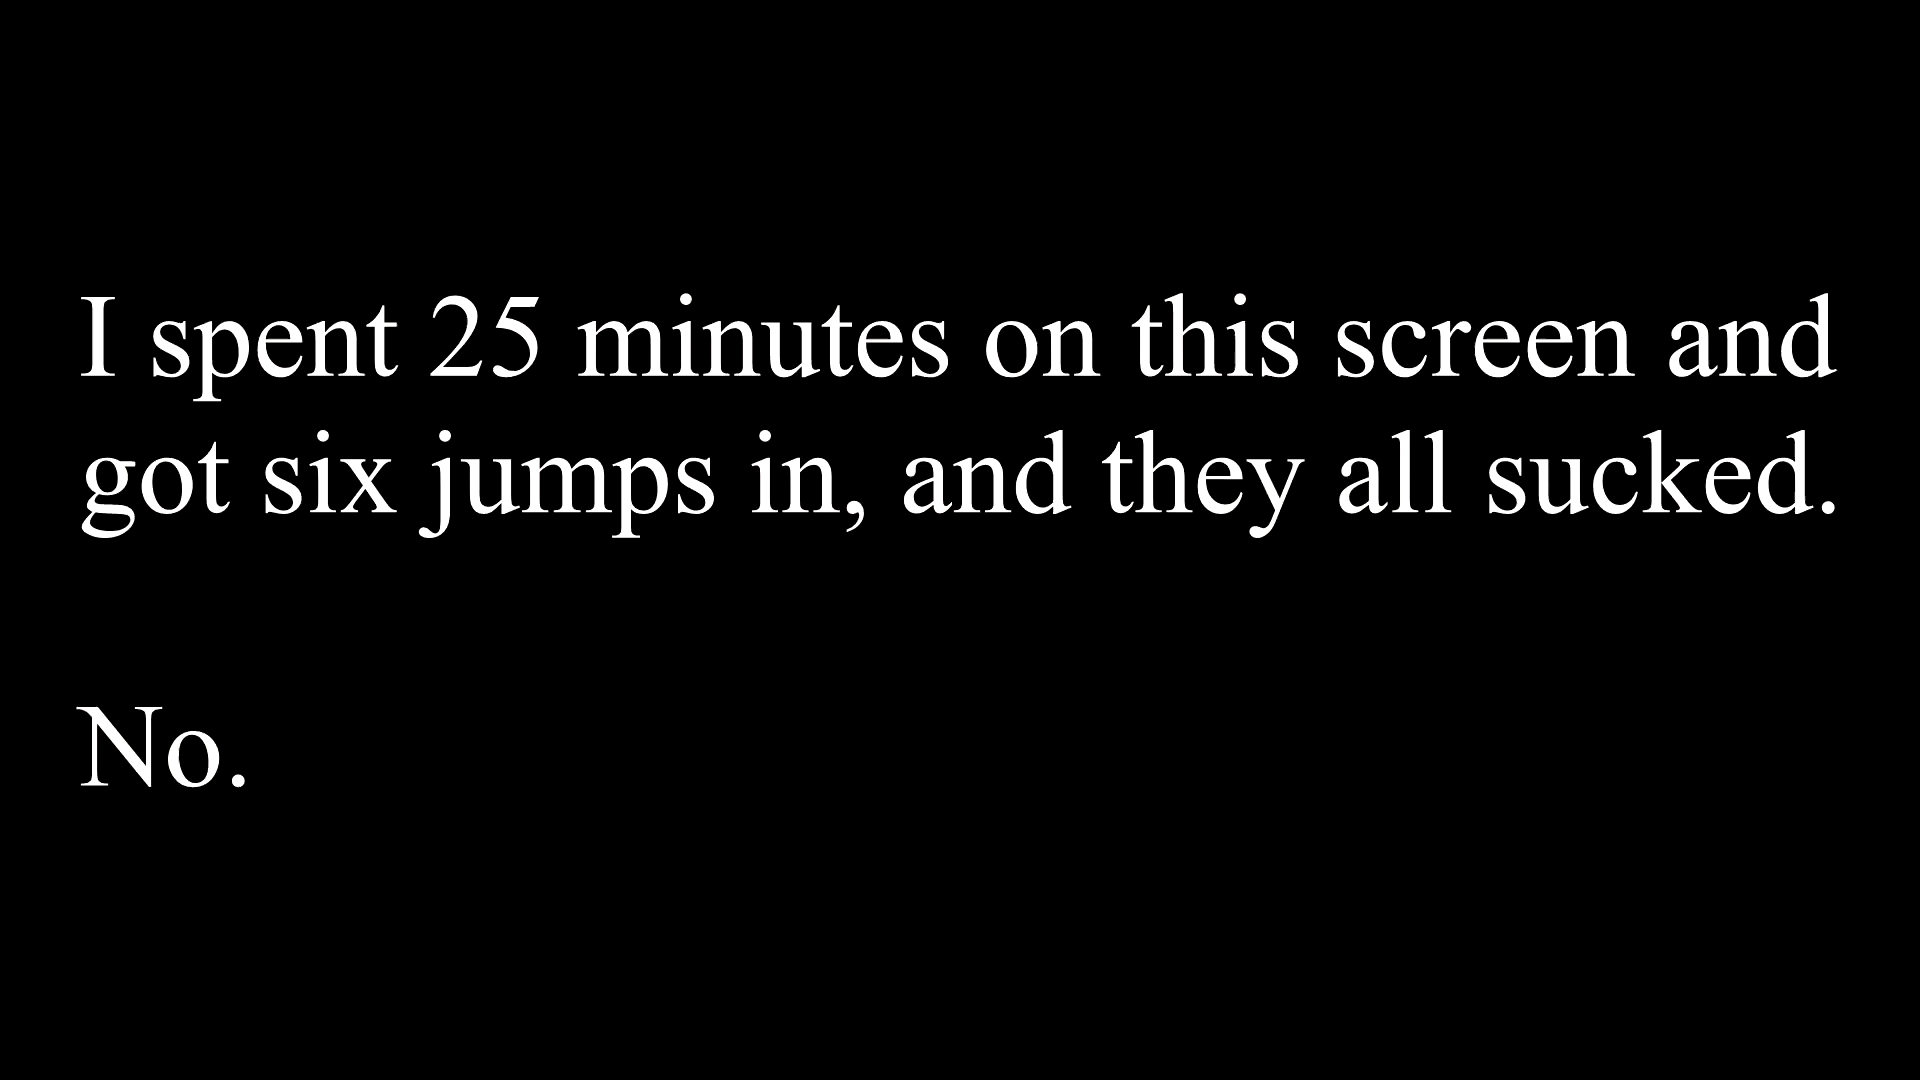 I spent 25 minutes on this screen and
got six jumps in, and they all sucked.
No.